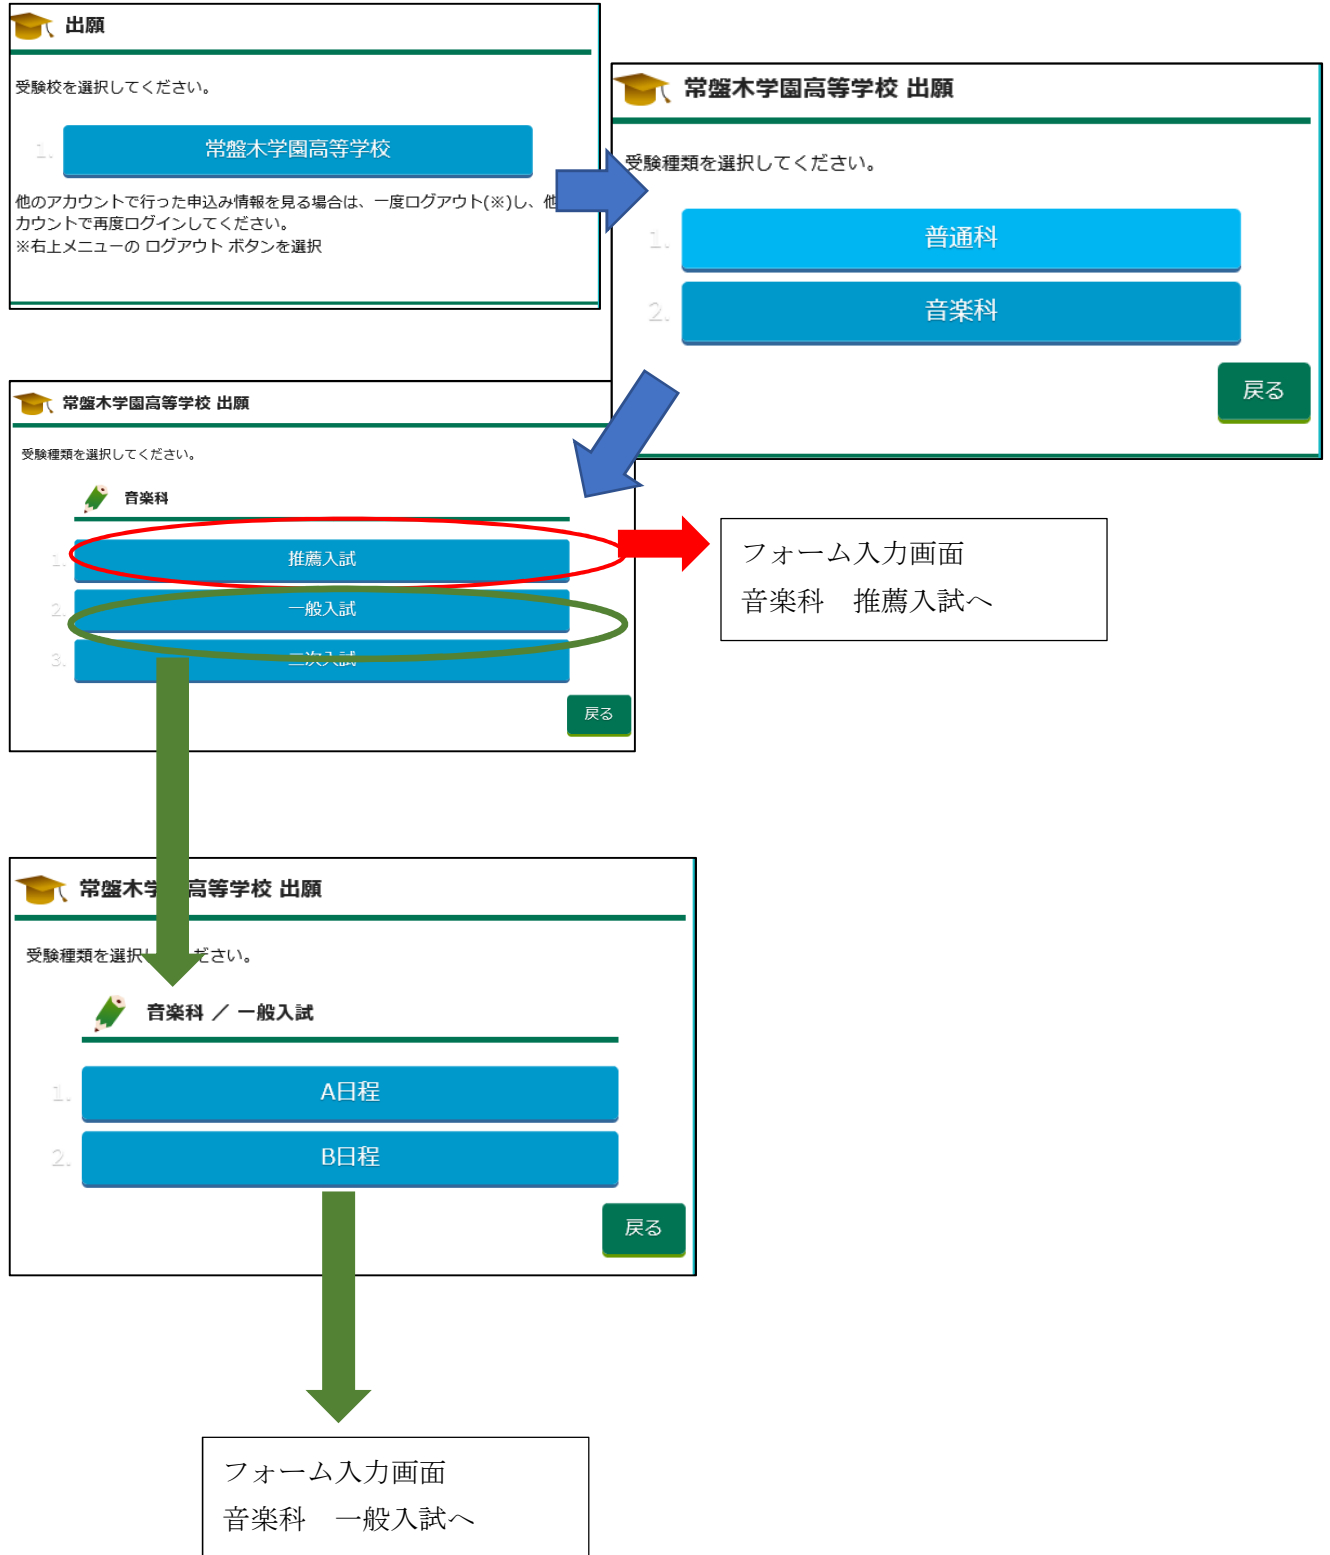 出願
受験校を選択してください。
1. 常盤木学園高等学校
他のアカウントで行った申込み情報を見る場合は、一度ログアウト(※)し、他
カウントで再度ログインしてください。
※右上メニューの ログアウト ボタンを選択
常盤木学園高等学校 出願
受験種類を選択してください。
1. 普通科
2. 音楽科
戻る
常盤木学園高等学校 出願
受験種類を選択してください。
音楽科
1. 推薦入試
2. 一般入試
3. 二次入試
戻る
フォーム入力画面
音楽科　推薦入試へ
常盤木学 高等学校 出願
受験種類を選択 ださい。
音楽科 ／ 一般入試
1. A日程
2. B日程
戻る
フォーム入力画面
音楽科　一般入試へ